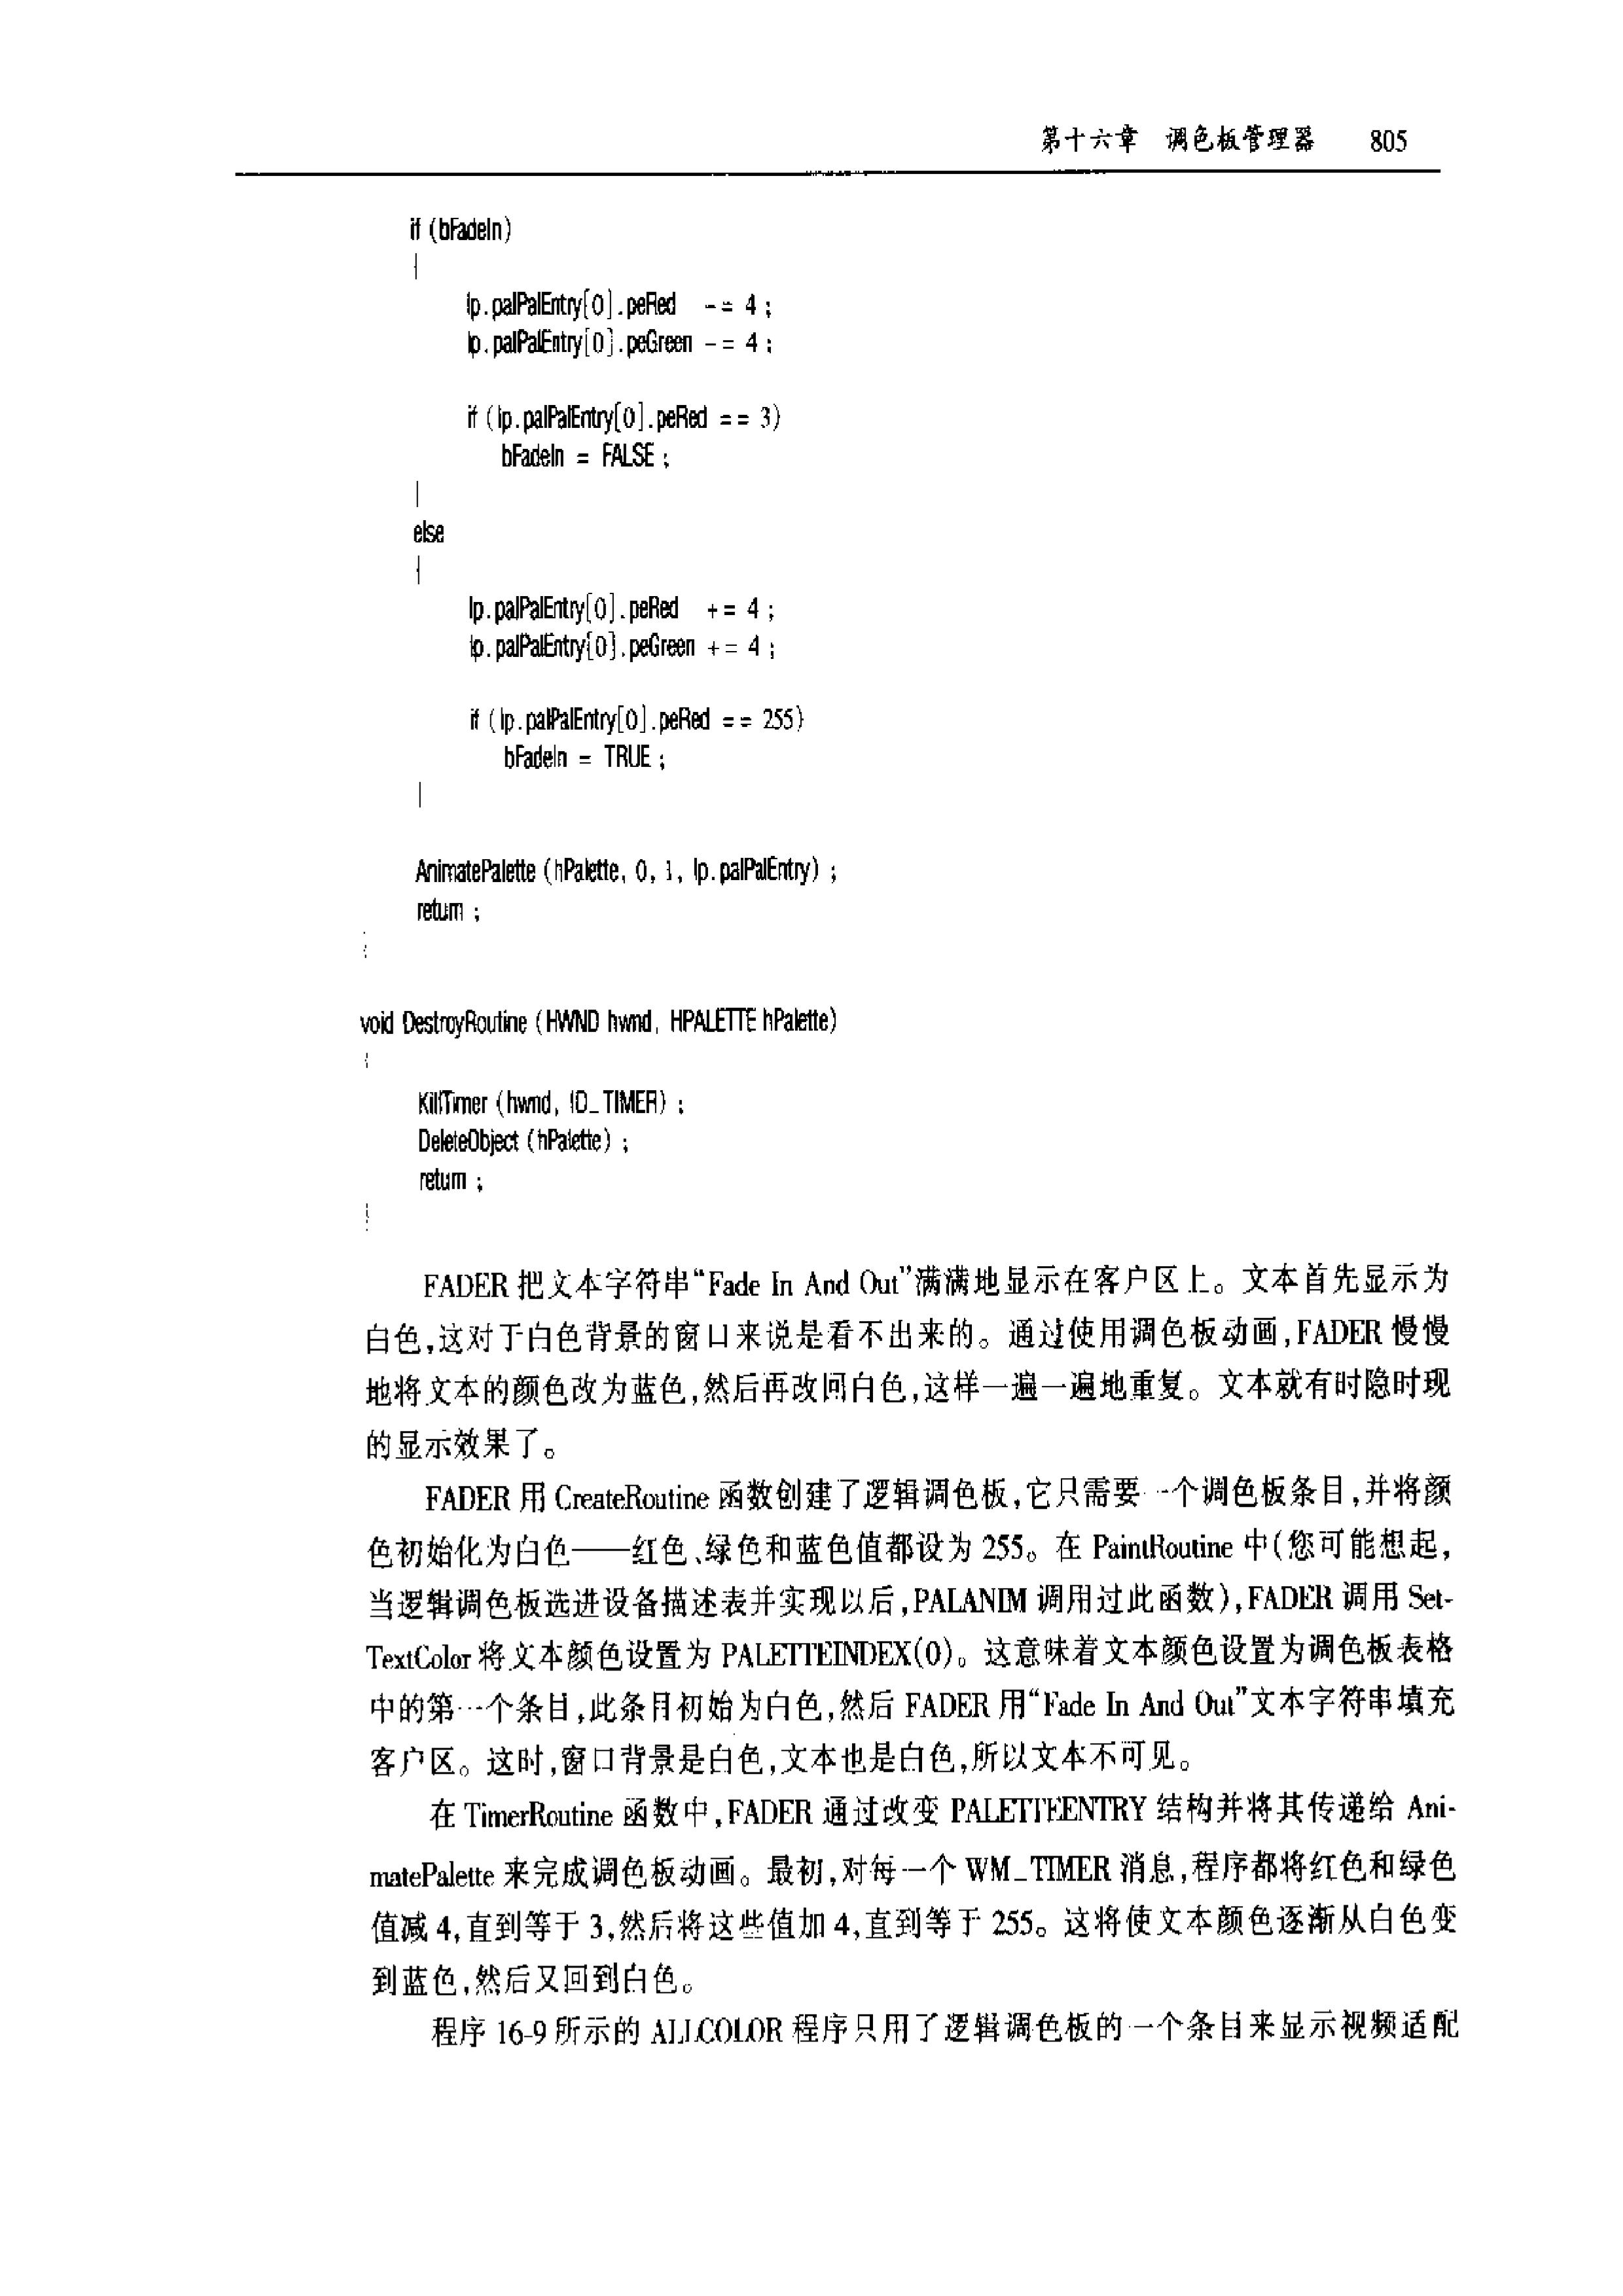 第十六章 调色板管理器 805
if (bFadeIn)
{
lp.palPalEntry[0].peRed -= 4 ;
lp.palPalEntry[0].peGreen -= 4 ;
if (lp.palPalEntry[0].peRed == 3)
bFadeIn = FALSE ;
}
else
{
lp.palPalEntry[0].peRed += 4 ;
lp.palPalEntry[0].peGreen += 4 ;
if (lp.palPalEntry[0].peRed == 255)
bFadeIn = TRUE ;
}
AnimatePalette (hPalette, 0, 1, lp.palPalEntry) ;
return ;
}
void DestroyRoutine (HWND hwnd, HPALETTE hPalette)
{
KillTimer (hwnd, ID_TIMER) ;
DeleteObject (hPalette) ;
return ;
}
FADER 把文本字符串“Fade In And Out”满满地显示在客户区上。文本首先显示为
白色,这对于白色背景的窗口来说是看不出来的。通过使用调色板动画,FADER 慢慢
地将文本的颜色改为蓝色,然后再改回白色,这样一遍一遍地重复。文本就有时隐时现
的显示效果了。
FADER 用 CreateRoutine 函数创建了逻辑调色板,它只需要一个调色板条目,并将颜
色初始化为白色——红色、绿色和蓝色值都设为 255。在 PaintRoutine 中(您可能想起,
当逻辑调色板选进设备描述表并实现以后,PALANIM 调用过此函数),FADER 调用 Set-
TextColor 将文本颜色设置为 PALETTEINDEX(0)。这意味着文本颜色设置为调色板表格
中的第一个条目,此条目初始为白色,然后 FADER 用“Fade In And Out”文本字符串填充
客户区。这时,窗口背景是白色,文本也是白色,所以文本不可见。
在 TimerRoutine 函数中,FADER 通过改变 PALETTEENTRY 结构并将其传递给 Ani-
matePalette 来完成调色板动画。最初,对每一个 WM_TIMER 消息,程序都将红色和绿色
值减 4,直到等于 3,然后将这些值加 4,直到等于 255。这将使文本颜色逐渐从白色变
到蓝色,然后又回到白色。
程序 16-9 所示的 ALLCOLOR 程序只用了逻辑调色板的一个条目来显示视频适配